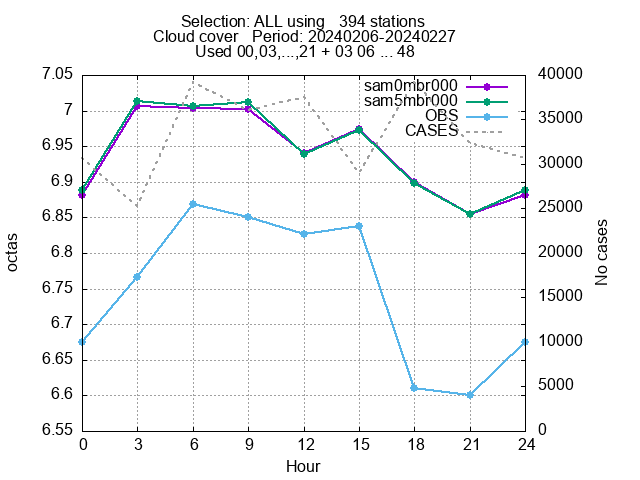 Selection: ALL using   394 stations
Cloud cover   Period: 20240206-20240227
Used 00,03,...,21 + 03 06 ... 48
7.05
7
6.95
6.9
6.85
6.8
6.75
6.7
6.65
6.6
6.55
octas
sam0mbr000
sam5mbr000
OBS
CASES
40000
35000
30000
25000
20000
15000
10000
5000
0
No cases
0 3 6 9 12 15 18 21 24
Hour